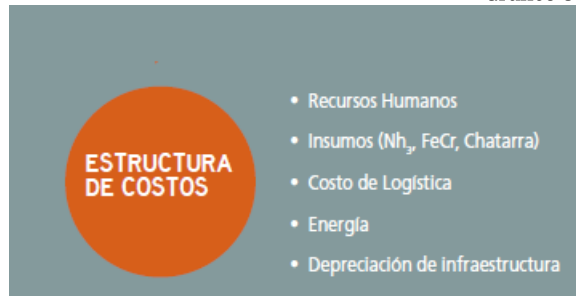 ESTRUCTURA
DE COSTOS
• Recursos Humanos
• Insumos (Nh₃, FeCr, Chatarra)
• Costo de Logística
• Energía
• Depreciación de infraestructura